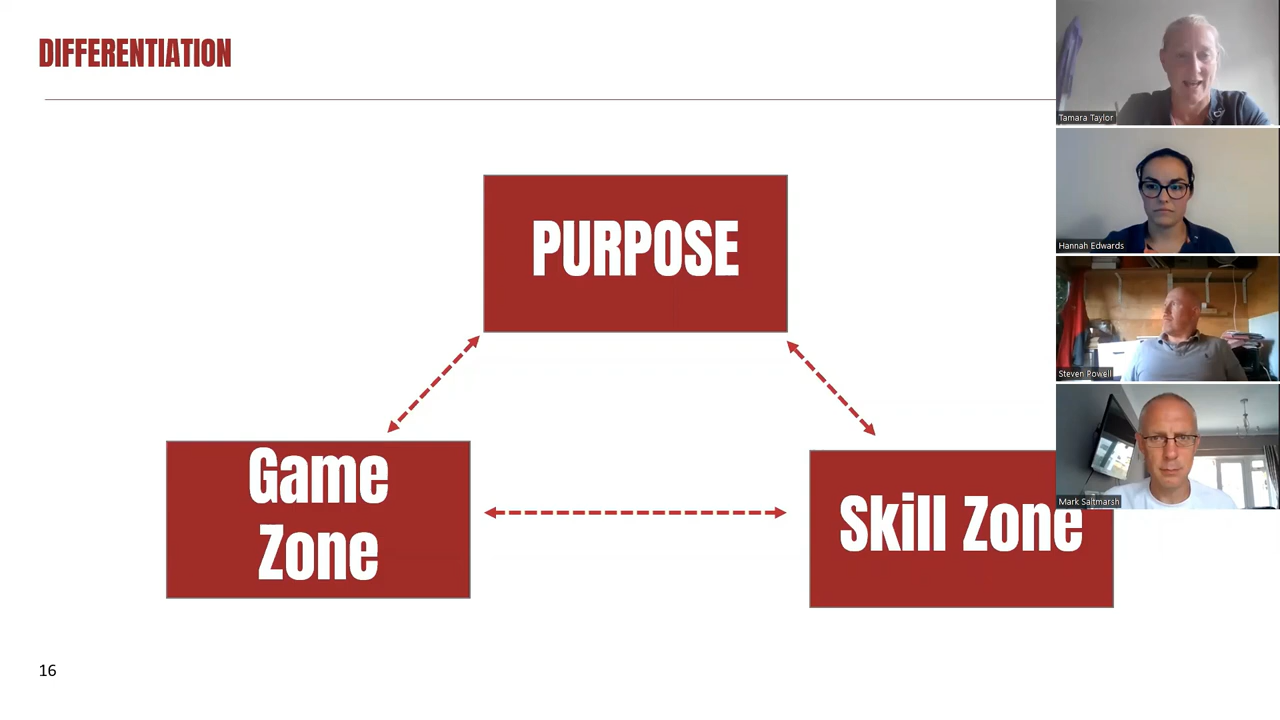 DIFFERENTIATION
PURPOSE
Game
Zone
Skill Zone
16
Tamara Taylor
Hannah Edwards
Steven Powell
Mark Saltmarsh